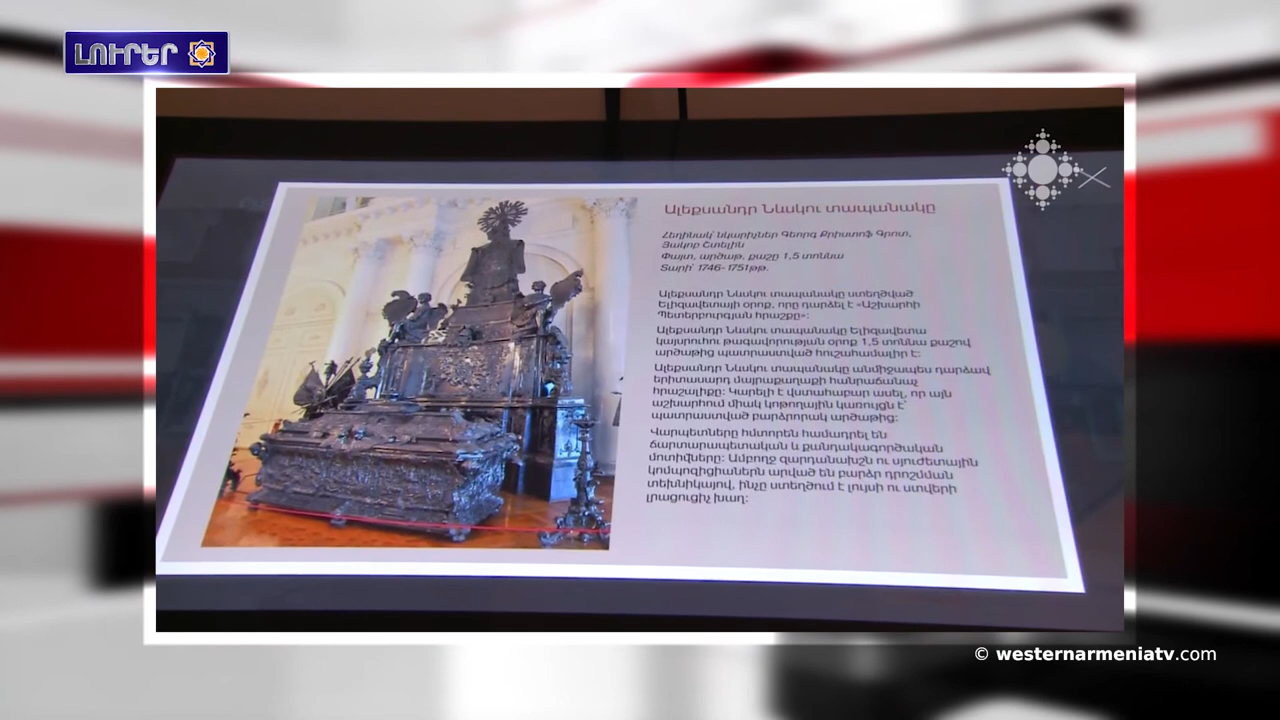 ԼՈՒՐԵՐ
Ալեքսանդր Նևսկու տապանակը
Հեղինակ՝ նկարիչներ Գեորգ Քրիստոֆ Գրոտ,
Յակոբ Շտելին
Փայտ, արծաթ, քաշը 1,5 տոննա
Տարի՝ 1746-1751թթ.
Ալեքսանդր Նևսկու տապանակը ստեղծված
Ելիզավետայի օրոք, որը դարձել է «Աշխարհի
Պետերբուրգյան հրաշքը»:
Ալեքսանդր Նևսկու տապանակը Ելիզավետա
կայսրուհու թագավորության օրոք 1,5 տոննա քաշով
արծաթից պատրաստված հուշահամալիր է:
Ալեքսանդր Նևսկու տապանակը անմիջապես դարձավ
երիտասարդ մայրաքաղաքի հանրաճանաչ
հրաշալիքը: Կարելի է վստահաբար ասել, որ այն
աշխարհում միակ կոթողային կառույցն է՝
պատրաստված բարձրորակ արծաթից:
Վարպետները հմտորեն համադրել են
ճարտարապետական և քանդակագործական
մոտիվները: Ամբողջ զարդանախշն ու սյուժետային
կոմպոզիցիաներն արված են բարձր դրոշմման
տեխնիկայով, ինչը ստեղծում է լույսի ու ստվերի
լրացուցիչ խաղ:
© westernarmeniatv.com